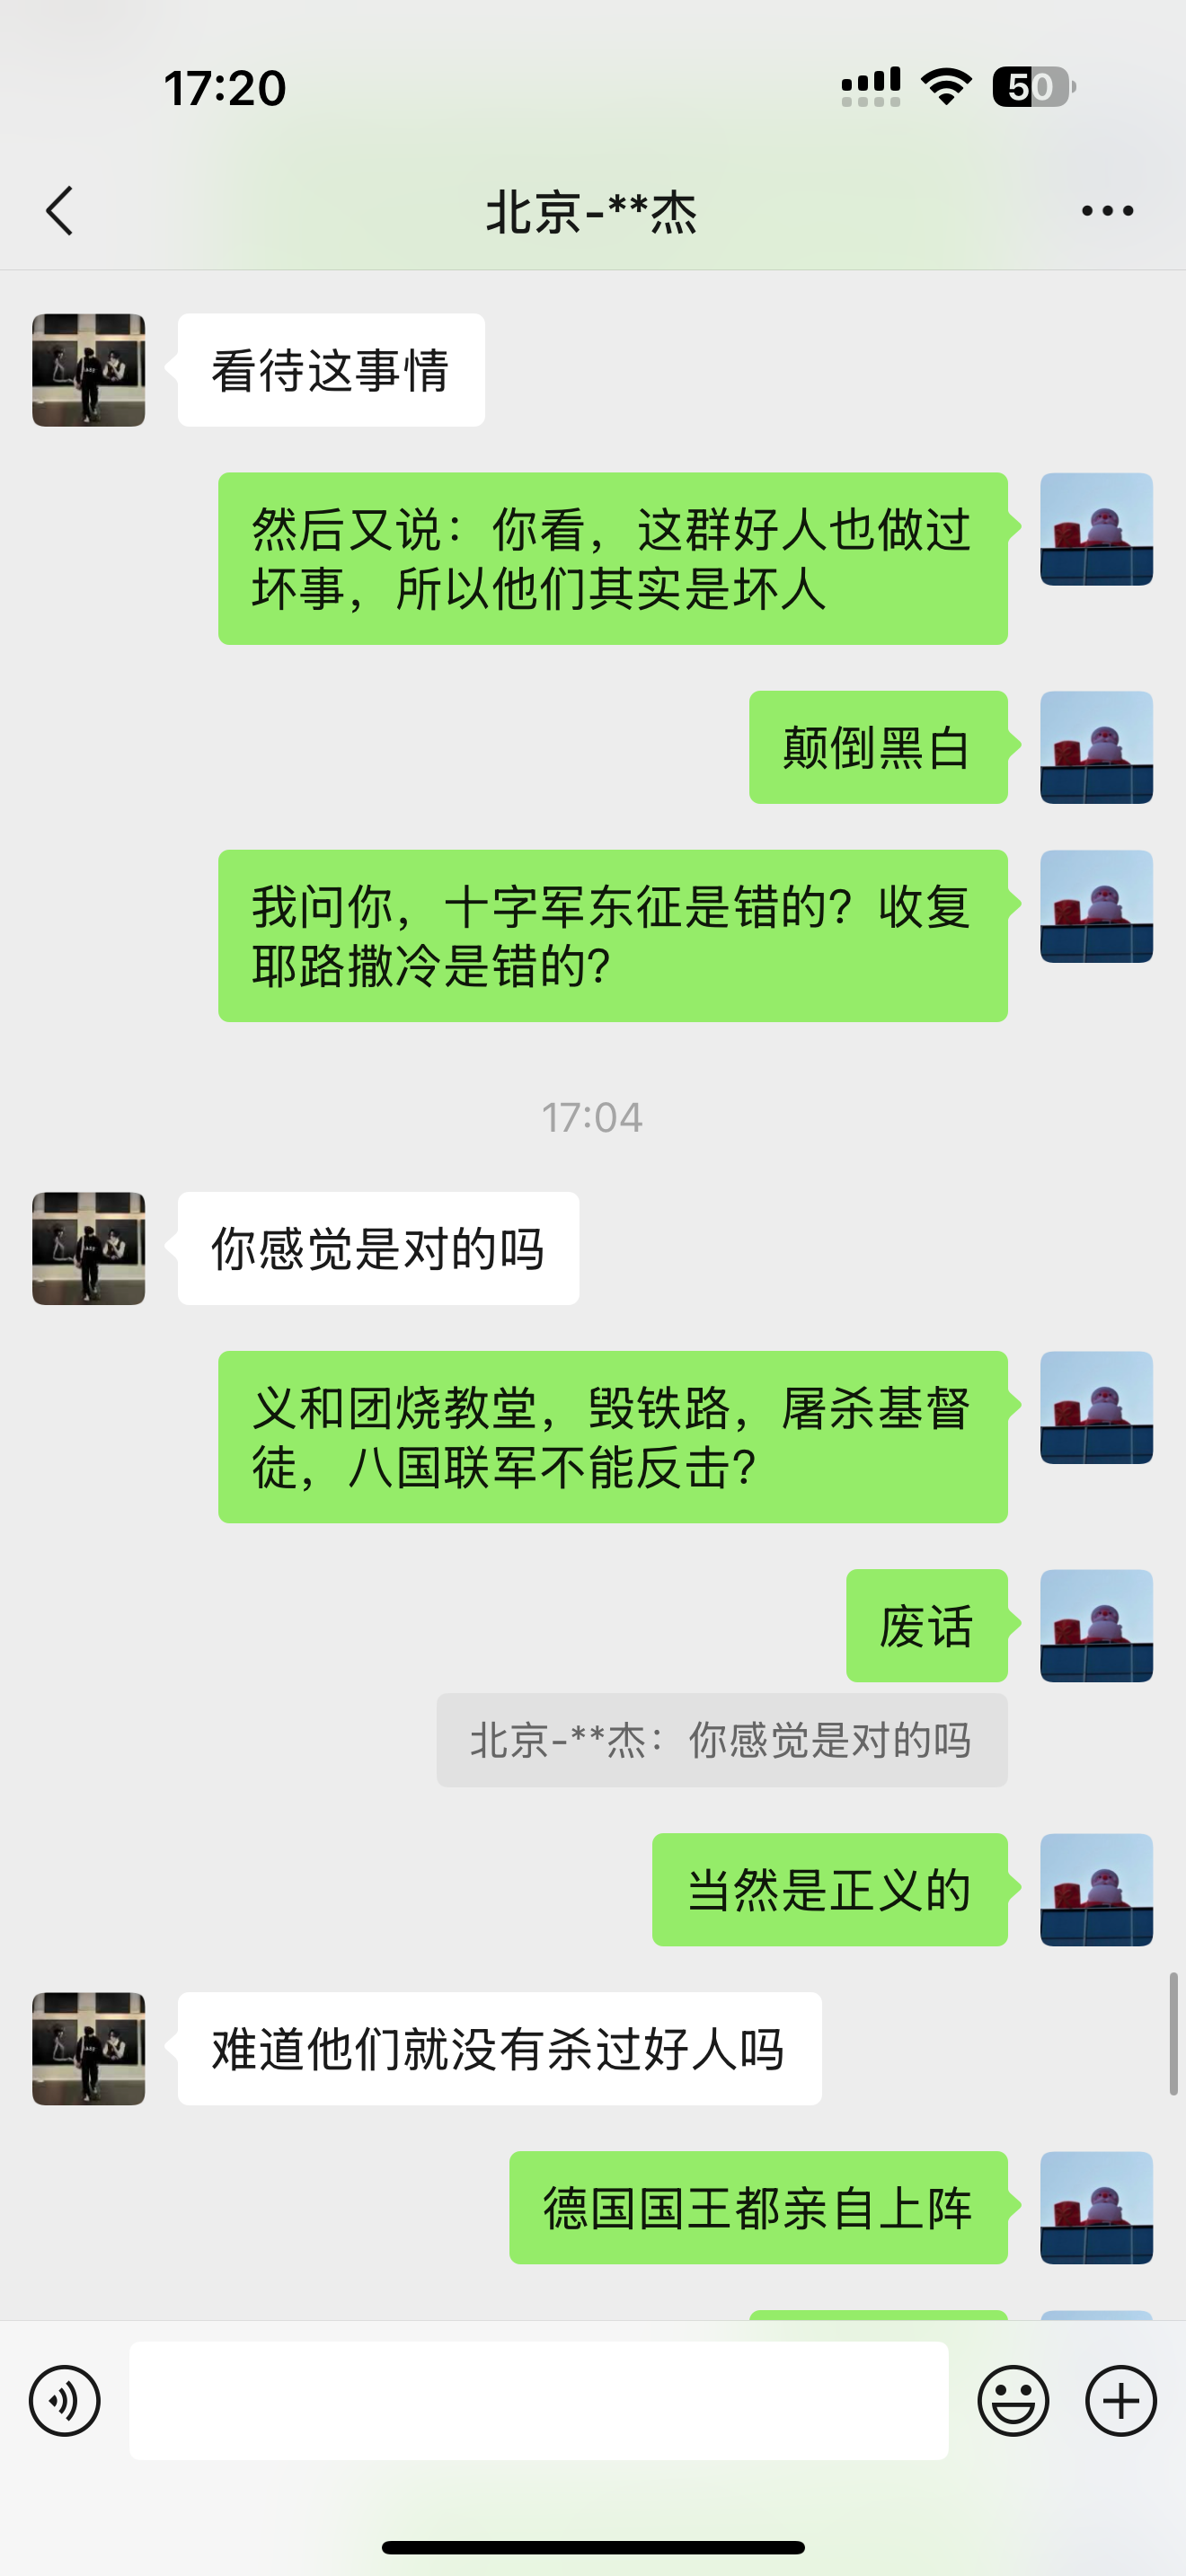 17:20
50
北京-**杰
看待这事情
然后又说：你看，这群好人也做过
坏事，所以他们其实是坏人
颠倒黑白
我问你，十字军东征是错的？收复
耶路撒冷是错的？
17:04
你感觉是对的吗
义和团烧教堂，毁铁路，屠杀基督
徒，八国联军不能反击？
废话
北京-**杰：你感觉是对的吗
当然是正义的
难道他们就没有杀过好人吗
德国国王都亲自上阵